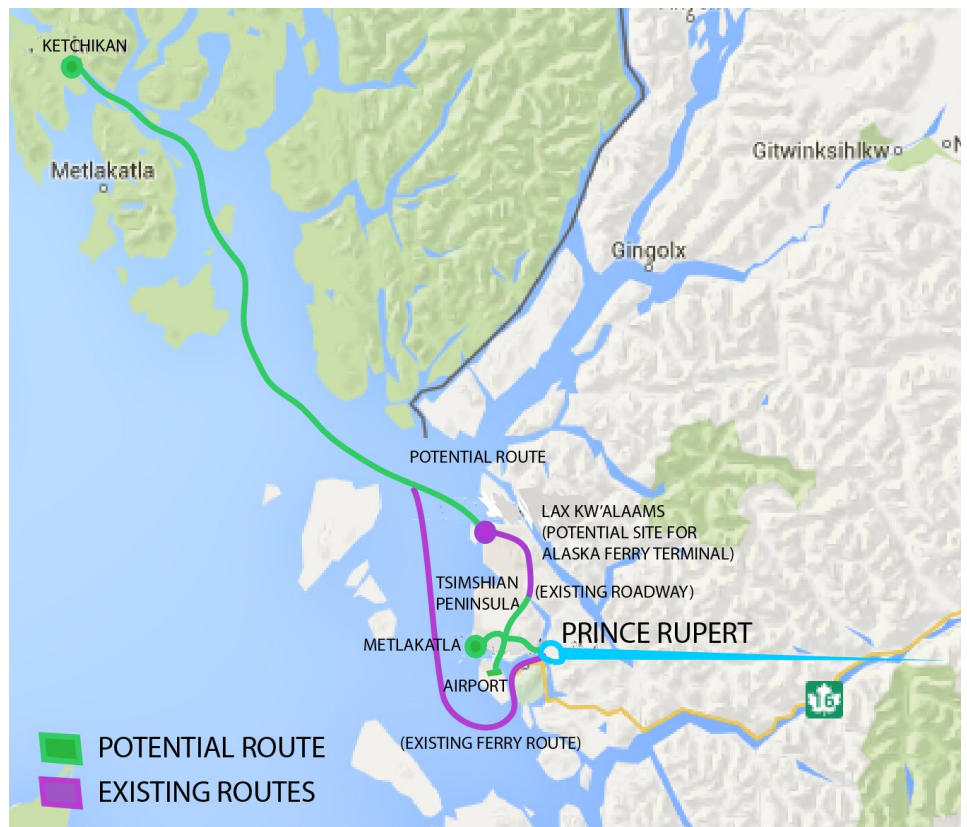 KETCHIKAN
Metlakatla
Gitwinksihlkw
N
Gingolx
POTENTIAL ROUTE
LAX KW'ALAAMS
(POTENTIAL SITE FOR
ALASKA FERRY TERMINAL)
TSIMSHIAN
PENINSULA
(EXISTING ROADWAY)
METLAKATLA
PRINCE RUPERT
AIRPORT
16
(EXISTING FERRY ROUTE)
POTENTIAL ROUTE
EXISTING ROUTES